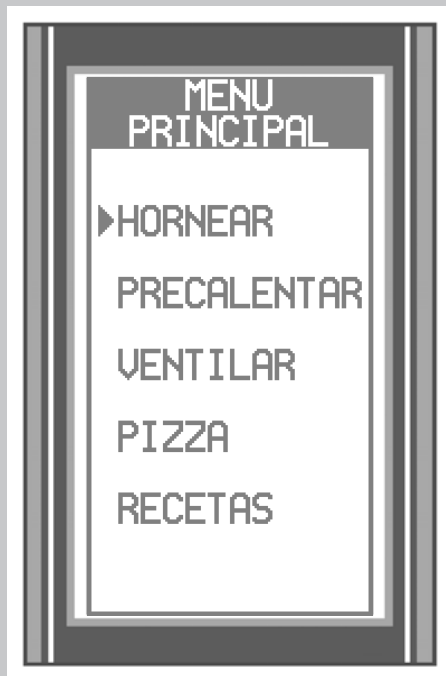 MENU
PRINCIPAL
HORNEAR
PRECALENTAR
VENTILAR
PIZZA
RECETAS